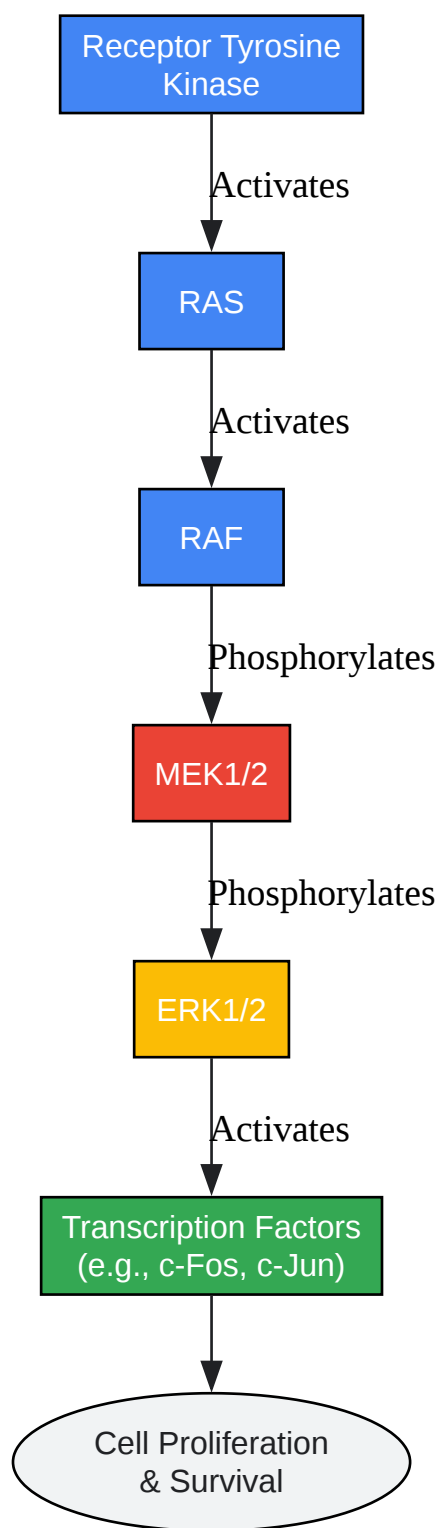 Receptor Tyrosine
Kinase
Activates
RAS
Activates
RAF
Phosphorylates
MEK1/2
Phosphorylates
ERK1/2
Activates
Transcription Factors
(e.g., c-Fos, c-Jun)
Cell Proliferation
& Survival